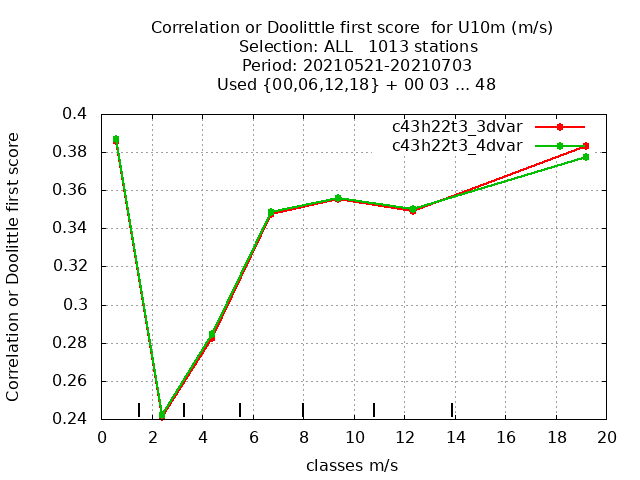 Correlation or Doolittle first score  for U10m (m/s)
Selection: ALL   1013 stations
Period: 20210521-20210703
Used {00,06,12,18} + 00 03 ... 48
Correlation or Doolittle first score
0.4
0.38
0.36
0.34
0.32
0.3
0.28
0.26
0.24
c43h22t3_3dvar
c43h22t3_4dvar
0 2 4 6 8 10 12 14 16 18 20
classes m/s